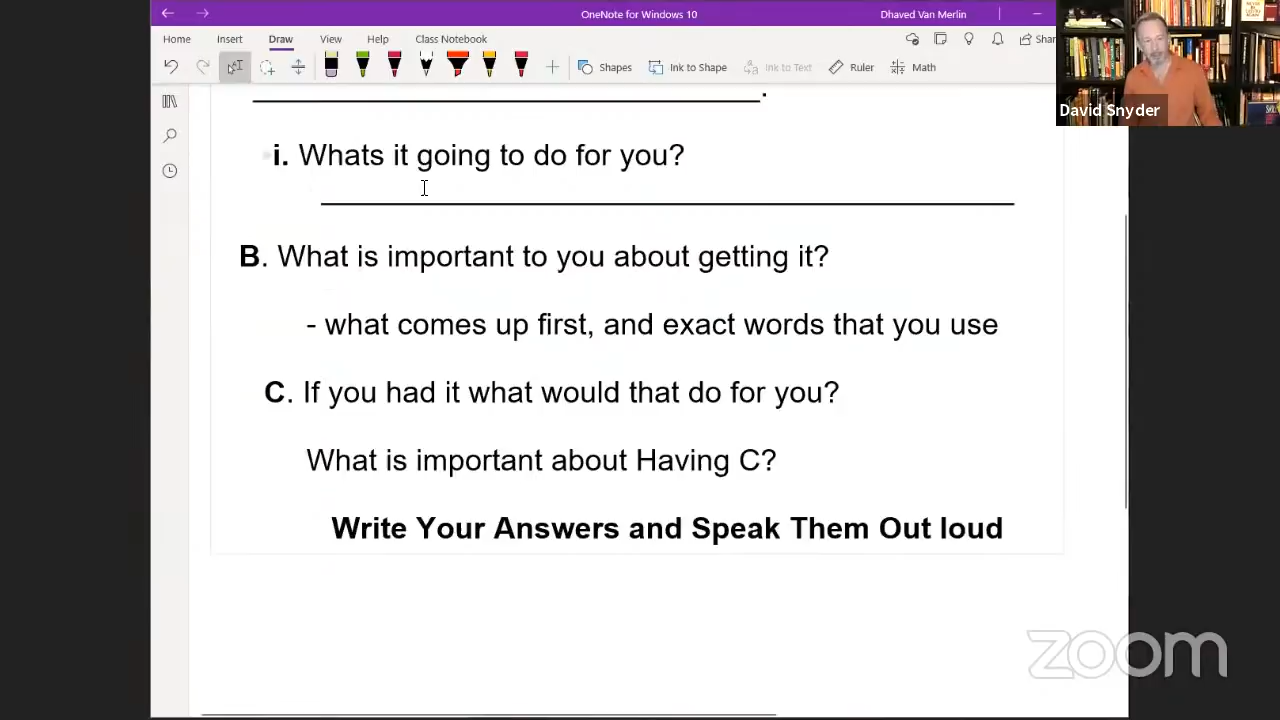 OneNote for Windows 10
Dhaved Van Merlin
Home Insert Draw View Help Class Notebook
Shar
Shapes Ink to Shape Ink to Text Ruler Math
David Snyder
i. Whats it going to do for you?
B. What is important to you about getting it?
- what comes up first, and exact words that you use
C. If you had it what would that do for you?
What is important about Having C?
Write Your Answers and Speak Them Out loud
zoom